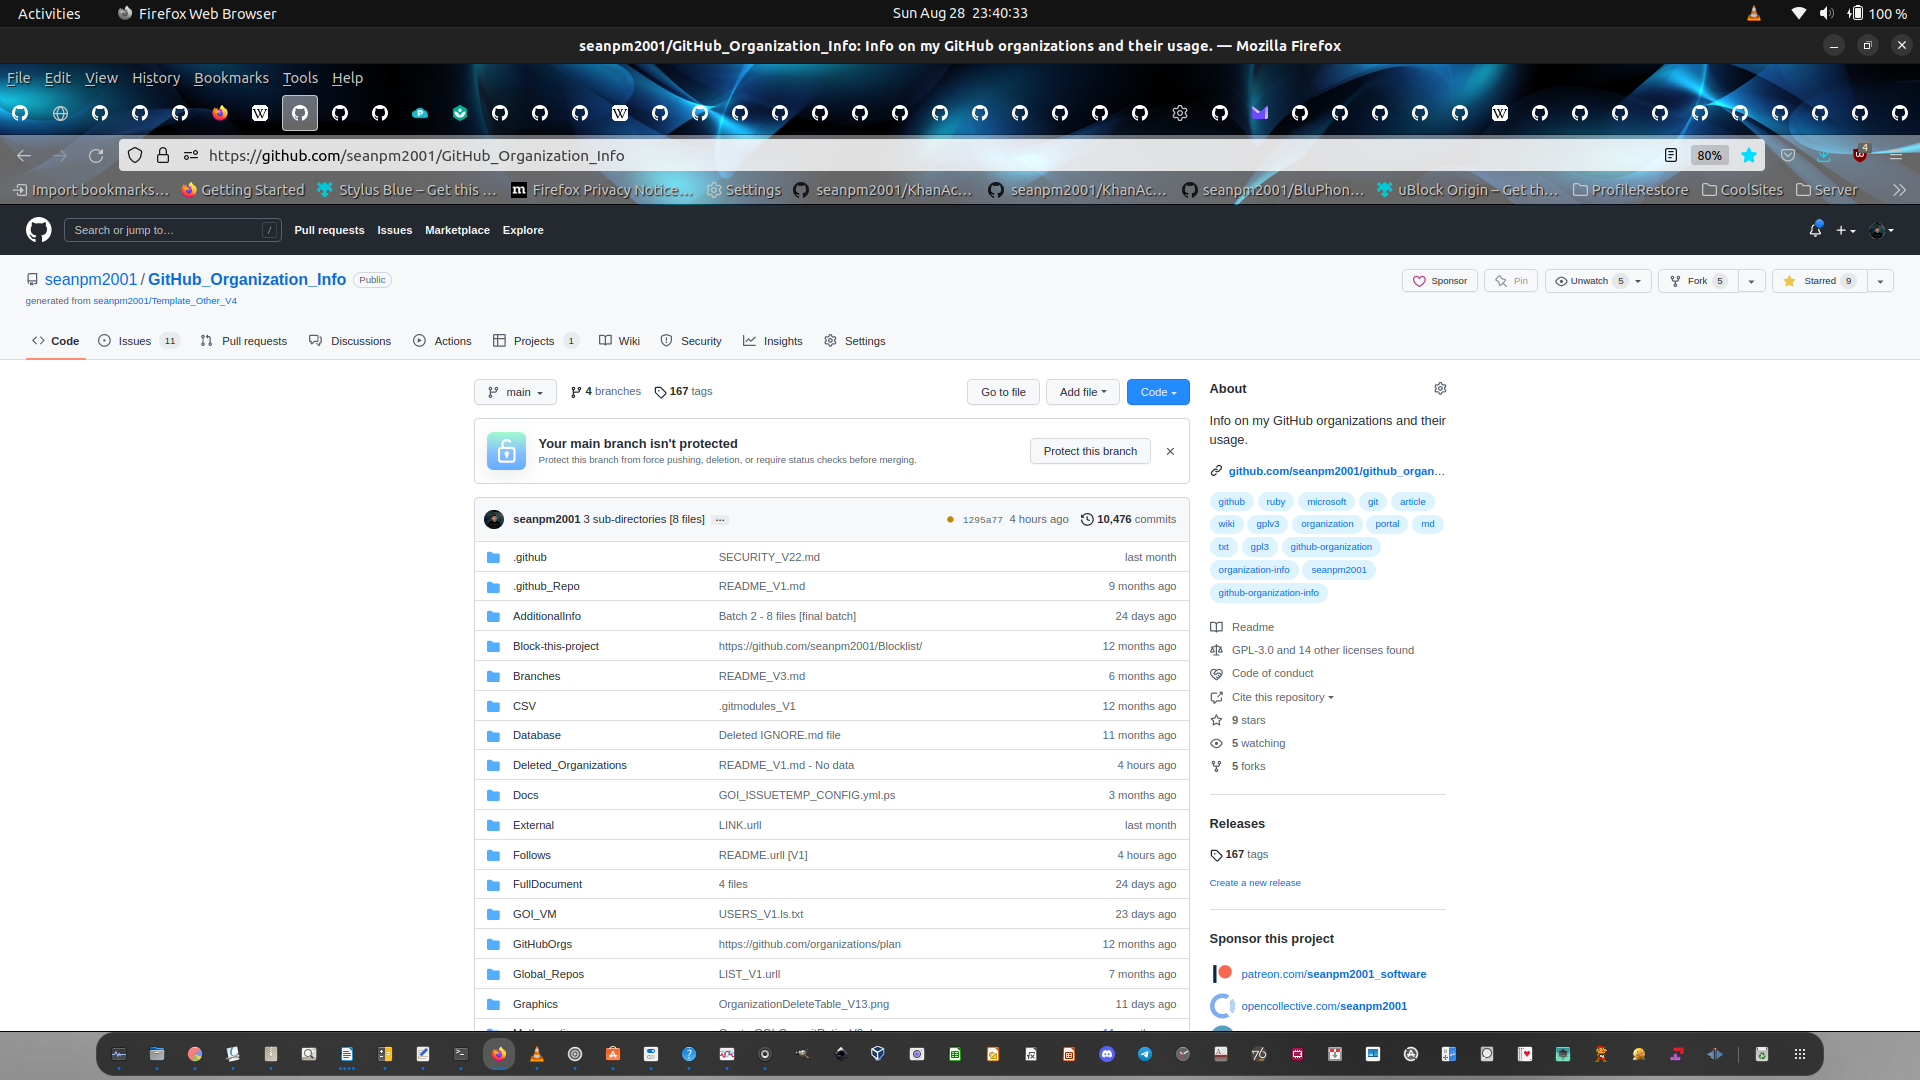 Activities Firefox Web Browser Sun Aug 28 23:40:33 100 %
seanpm2001/GitHub_Organization_Info: Info on my GitHub organizations and their usage. — Mozilla Firefox
File Edit View History Bookmarks Tools Help
https://github.com/seanpm2001/GitHub_Organization_Info 80% 4
Import bookmarks… Getting Started Stylus Blue – Get this … Firefox Privacy Notice… Settings seanpm2001/KhanAc… seanpm2001/KhanAc… seanpm2001/BluPhon… uBlock Origin – Get th… ProfileRestore CoolSites Server
Search or jump to… / Pull requests Issues Marketplace Explore
seanpm2001 / GitHub_Organization_Info Public Sponsor Pin Unwatch 5 Fork 5 Starred 9
generated from seanpm2001/Template_Other_V4
Code Issues 11 Pull requests Discussions Actions Projects 1 Wiki Security Insights Settings
main 4 branches 167 tags Go to file Add file Code
Your main branch isn't protected
Protect this branch from force pushing, deletion, or require status checks before merging.
Protect this branch
seanpm2001 3 sub-directories [8 files] … 1295a77 4 hours ago 10,476 commits
.github SECURITY_V22.md last month
.github_Repo README_V1.md 9 months ago
AdditionalInfo Batch 2 - 8 files [final batch] 24 days ago
Block-this-project https://github.com/seanpm2001/Blocklist/ 12 months ago
Branches README_V3.md 6 months ago
CSV .gitmodules_V1 12 months ago
Database Deleted IGNORE.md file 11 months ago
Deleted_Organizations README_V1.md - No data 4 hours ago
Docs GOI_ISSUETEMP_CONFIG.yml.ps 3 months ago
External LINK.urll last month
Follows README.urll [V1] 4 hours ago
FullDocument 4 files 24 days ago
GOI_VM USERS_V1.ls.txt 23 days ago
GitHubOrgs https://github.com/organizations/plan 12 months ago
Global_Repos LIST_V1.urll 7 months ago
Graphics OrganizationDeleteTable_V13.png 11 days ago
About
Info on my GitHub organizations and their
usage.
github.com/seanpm2001/github_organ…
github ruby microsoft git article
wiki gplv3 organization portal md
txt gpl3 github-organization
organization-info seanpm2001
github-organization-info
Readme
GPL-3.0 and 14 other licenses found
Code of conduct
Cite this repository
9 stars
5 watching
5 forks
Releases
167 tags
Create a new release
Sponsor this project
patreon.com/seanpm2001_software
opencollective.com/seanpm2001